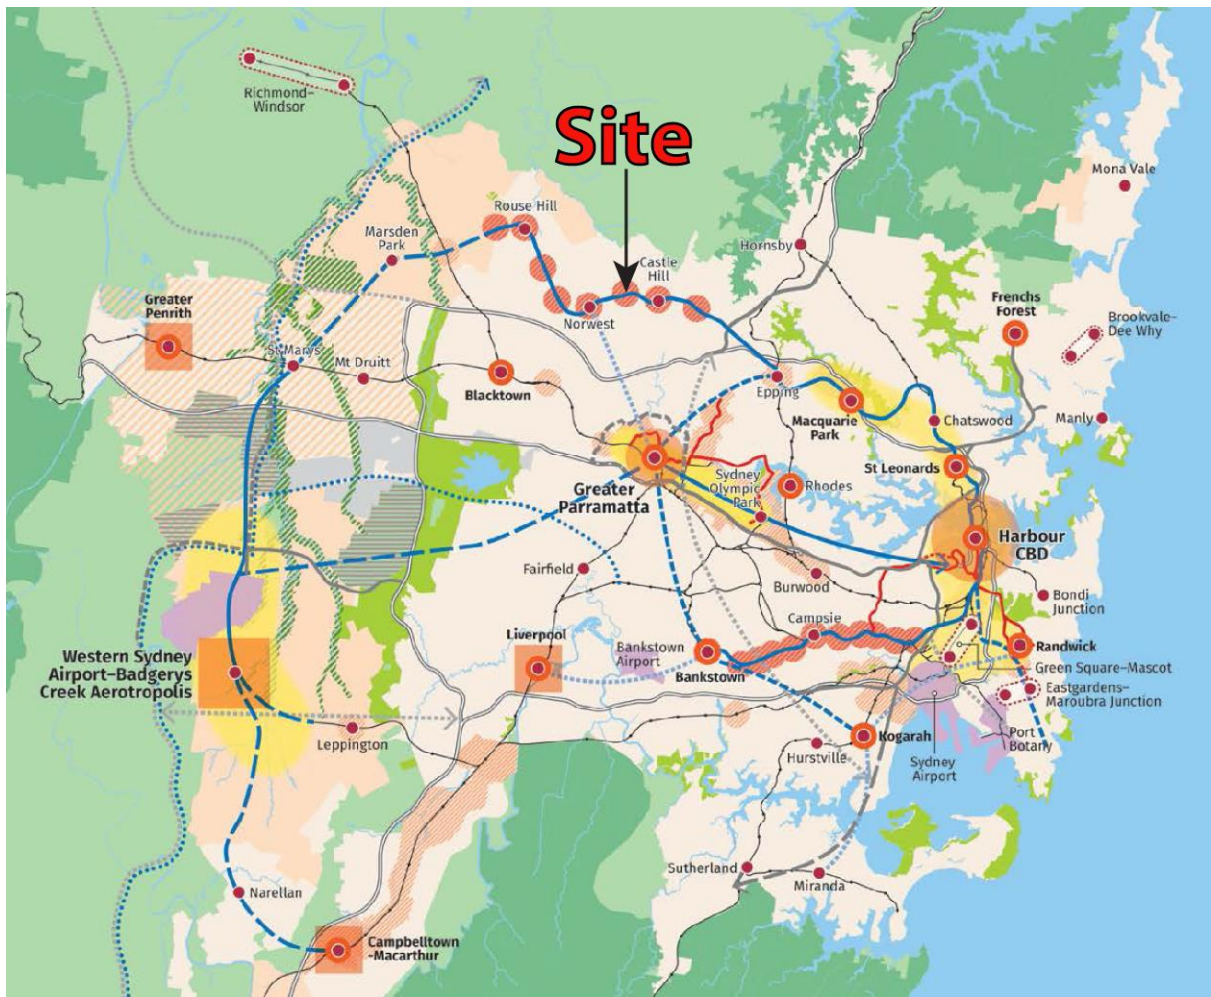 Richmond–
Windsor
Site
Mona Vale
Rouse Hill
Marsden
Park
Hornsby
Castle
Hill
Norwest
Greater
Penrith
Frenchs
Forest
Brookvale–
Dee Why
St Marys
Mt Druitt
Blacktown
Epping
Macquarie
Park
Chatswood
Manly
St Leonards
Greater
Parramatta
Sydney
Olympic
Park
Rhodes
Harbour
CBD
Fairfield
Burwood
Bondi
Junction
Campsie
Liverpool
Bankstown
Airport
Bankstown
Randwick
Green Square–Mascot
Eastgardens–
Maroubra Junction
Western Sydney
Airport–Badgerys
Creek Aerotropolis
Leppington
Kogarah
Hurstville
Sydney
Airport
Port
Botany
Sutherland
Miranda
Narellan
Campbelltown
-Macarthur